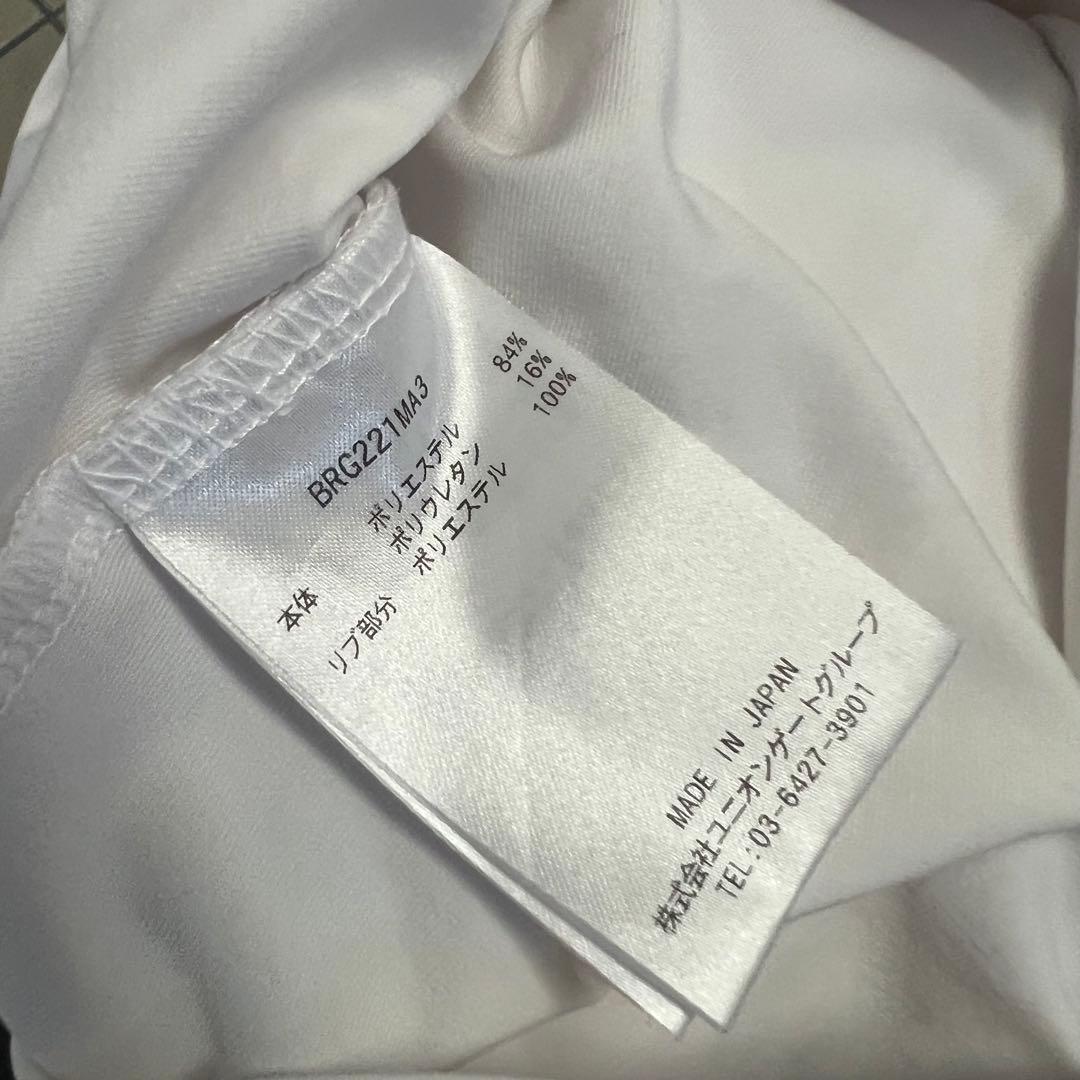 BRG221MA3
本体 ポリエステル 84%
ポリウレタン 16%
リブ部分 ポリエステル 100%
MADE IN JAPAN
株式会社ユニオンゲートグループ
TEL:03-6427-3901